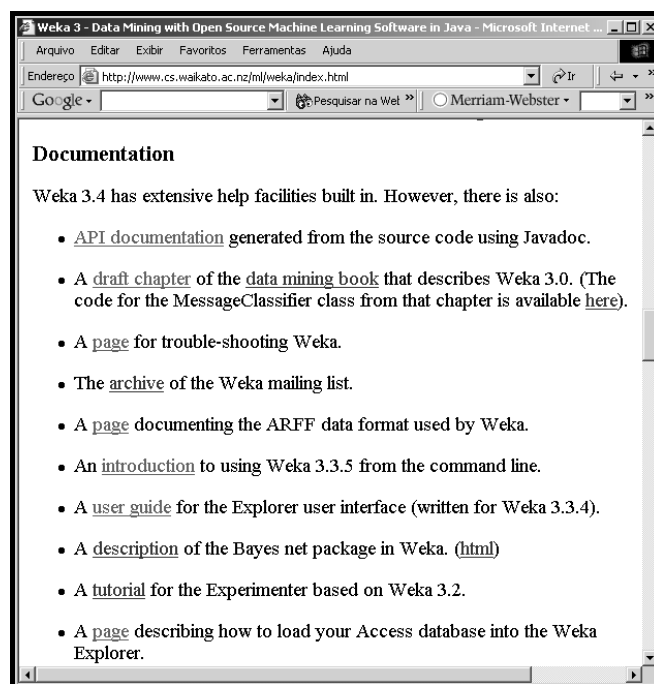 Weka 3 - Data Mining with Open Source Machine Learning Software in Java - Microsoft Internet ...
Arquivo Editar Exibir Favoritos Ferramentas Ajuda
Endereço http://www.cs.waikato.ac.nz/ml/weka/index.html Ir »
Google Pesquisar na Web » Merriam-Webster »
Documentation
Weka 3.4 has extensive help facilities built in. However, there is also:
• API documentation generated from the source code using Javadoc.
• A draft chapter of the data mining book that describes Weka 3.0. (The
code for the MessageClassifier class from that chapter is available here).
• A page for trouble-shooting Weka.
• The archive of the Weka mailing list.
• A page documenting the ARFF data format used by Weka.
• An introduction to using Weka 3.3.5 from the command line.
• A user guide for the Explorer user interface (written for Weka 3.3.4).
• A description of the Bayes net package in Weka. (html)
• A tutorial for the Experimenter based on Weka 3.2.
• A page describing how to load your Access database into the Weka
Explorer.